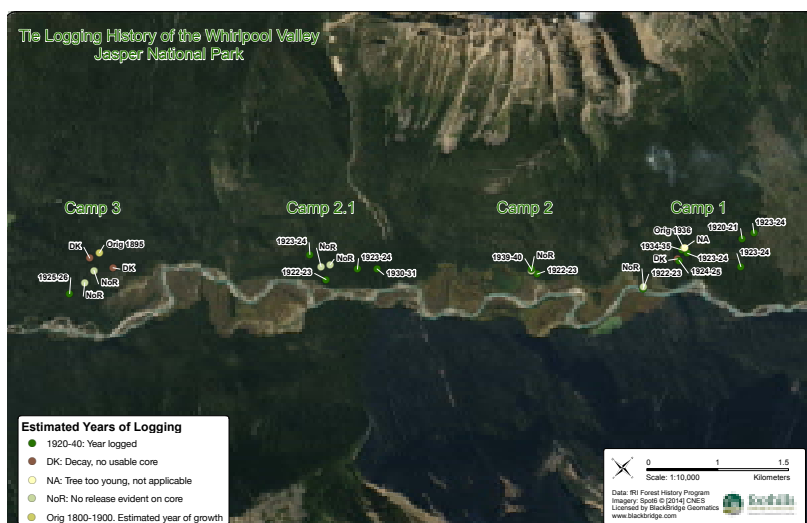 Tie Logging History of the Whirlpool Valley
Jasper National Park
Camp 3
Camp 2.1
Camp 2
Camp 1
DK
Orig 1895
DK
NoR
1925-26
NoR
1923-24
NoR
NoR
1923-24
1922-23
1930-31
1939-40
NoR
1922-23
Orig 1936
NA
1920-21
1923-24
1934-35
1923-24
DK
1923-24
NoR
1922-23
1924-25
Estimated Years of Logging
1920-40: Year logged
DK: Decay, no usable core
NA: Tree too young, not applicable
NoR: No release evident on core
Orig 1800-1900. Estimated year of growth
0 1 1.5
Scale: 1:10,000 Kilometers
Data: fRI Forest History Program
Imagery: Spot6 © [2014] CNES
Licensed by BlackBridge Geomatics
www.blackbridge.com
foothills